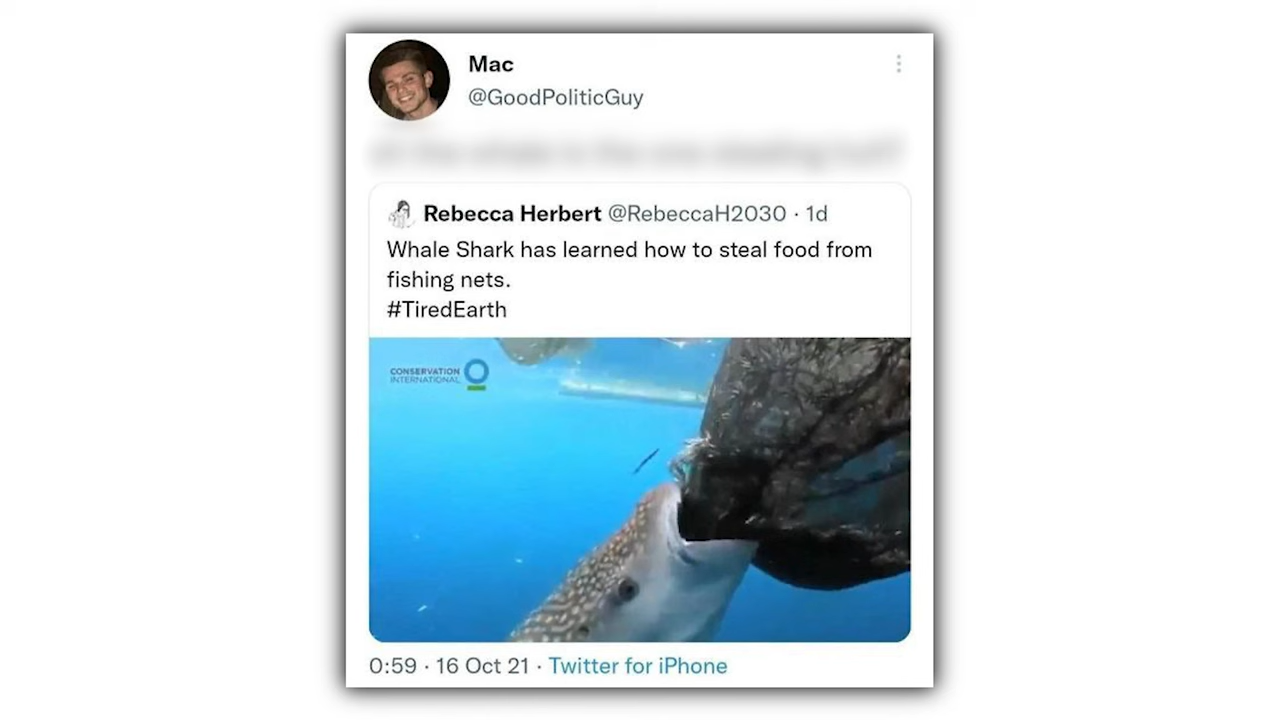 Mac
@GoodPoliticGuy
Rebecca Herbert @RebeccaH2030 · 1d
Whale Shark has learned how to steal food from
fishing nets.
#TiredEarth
CONSERVATION
INTERNATIONAL
0:59 · 16 Oct 21 · Twitter for iPhone